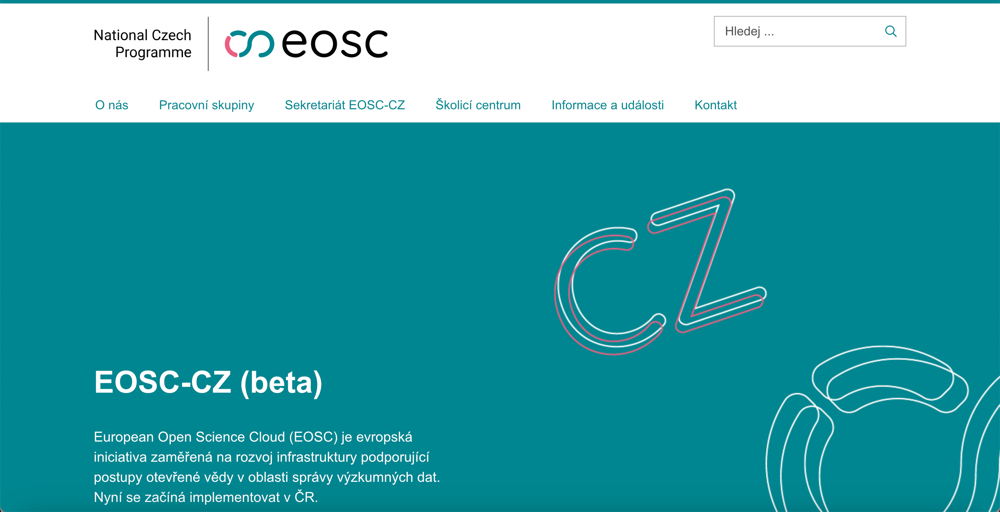 National Czech
Programme
eosc
Hledej ...
O nás
Pracovní skupiny
Sekretariát EOSC-CZ
Školicí centrum
Informace a události
Kontakt
CZ
EOSC-CZ (beta)
European Open Science Cloud (EOSC) je evropská
iniciativa zaměřená na rozvoj infrastruktury podporující
postupy otevřené vědy v oblasti správy výzkumných dat.
Nyní se začíná implementovat v ČR.